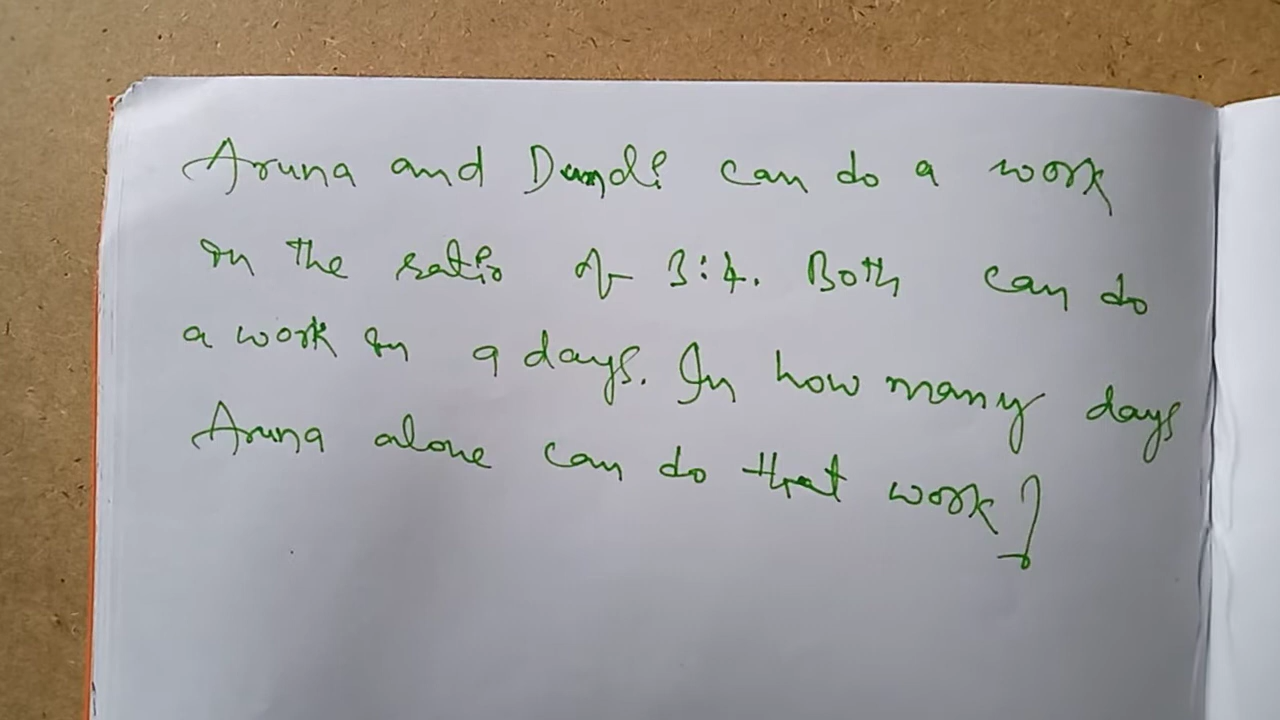 Aruna and Dundi can do a work
in the ratio of 3:4. Both can do
a work in 9 days. In how many days
Aruna alone can do that work?